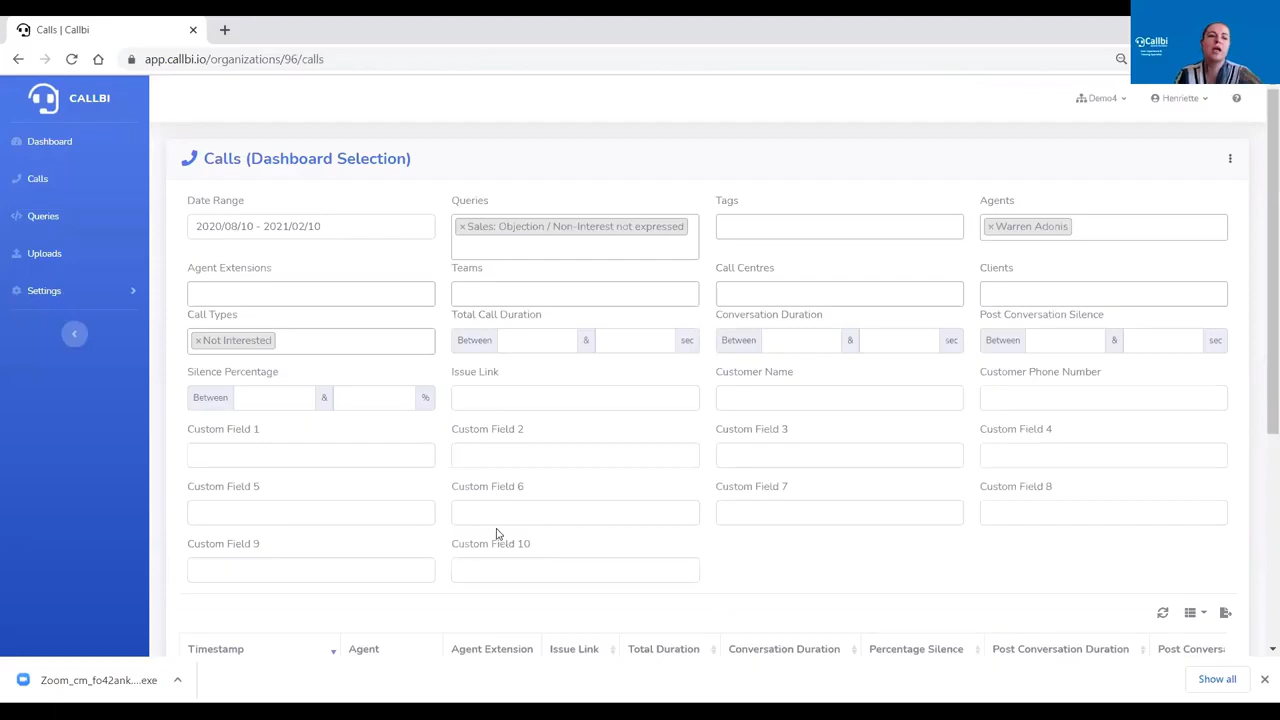 Calls | Callbi
app.callbi.io/organizations/96/calls
Callbi
CALLBI
Demo4
Henriette
Dashboard
Calls
Queries
Uploads
Settings
Calls (Dashboard Selection)
Date Range
Queries
Tags
Agents
2020/08/10 - 2021/02/10
×Sales: Objection / Non-Interest not expressed
×Warren Adonis
Agent Extensions
Teams
Call Centres
Clients
Call Types
Total Call Duration
Conversation Duration
Post Conversation Silence
×Not Interested
Between & sec
Between & sec
Between & sec
Silence Percentage
Issue Link
Customer Name
Customer Phone Number
Between & %
Custom Field 1
Custom Field 2
Custom Field 3
Custom Field 4
Custom Field 5
Custom Field 6
Custom Field 7
Custom Field 8
Custom Field 9
Custom Field 10
Timestamp
Agent
Agent Extension
Issue Link
Total Duration
Conversation Duration
Percentage Silence
Post Conversation Duration
Post Convers
Zoom_cm_fo42ank....exe
Show all